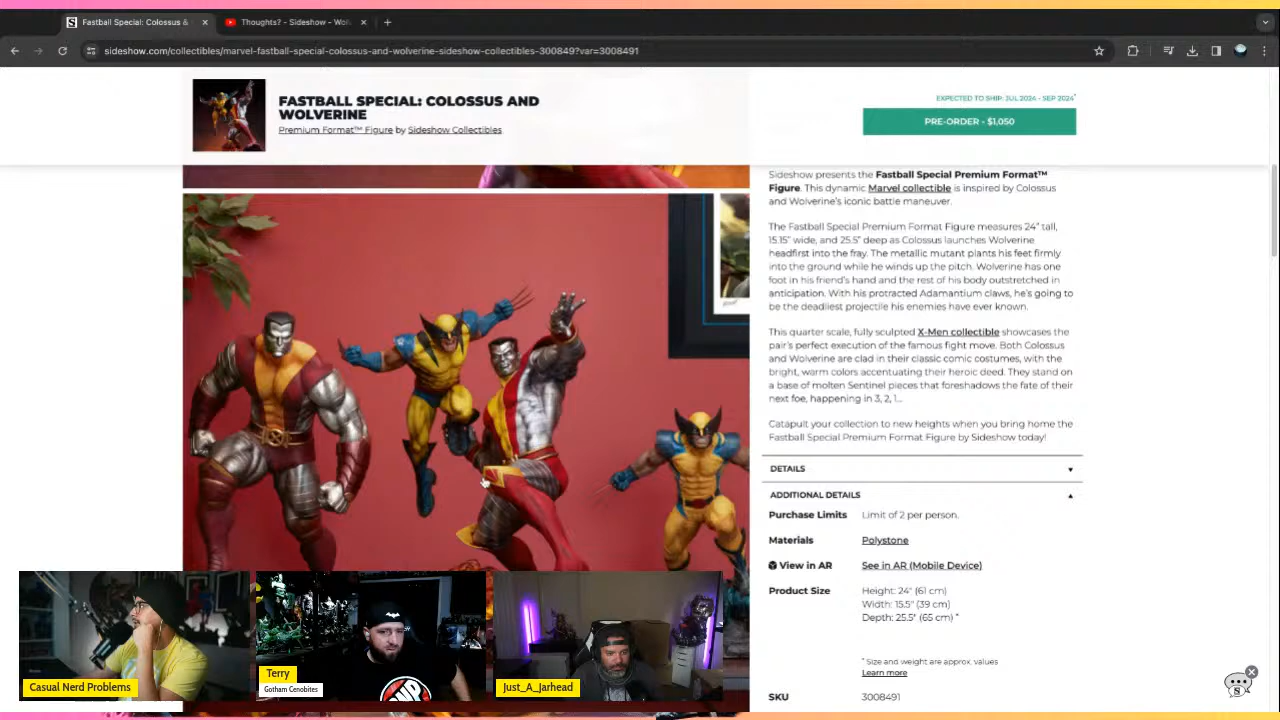 Fastball Special: Colossus &
Thoughts? - Sideshow - Wol
sideshow.com/collectibles/marvel-fastball-special-colossus-and-wolverine-sideshow-collectibles-300849?var=3008491
FASTBALL SPECIAL: COLOSSUS AND
WOLVERINE
Premium Format™ Figure by Sideshow Collectibles
EXPECTED TO SHIP: JUL 2024 - SEP 2024*
PRE-ORDER - $1,050
Sideshow presents the Fastball Special Premium Format™
Figure. This dynamic Marvel collectible is inspired by Colossus
and Wolverine's iconic battle maneuver.
The Fastball Special Premium Format Figure measures 24" tall,
15.15" wide, and 25.5" deep as Colossus launches Wolverine
headfirst into the fray. The metallic mutant plants his feet firmly
into the ground while he winds up the pitch. Wolverine has one
foot in his friend's hand and the rest of his body outstretched in
anticipation. With his protracted Adamantium claws, he's going to
be the deadliest projectile his enemies have ever known.
This quarter scale, fully sculpted X-Men collectible showcases the
pair's perfect execution of the famous fight move. Both Colossus
and Wolverine are clad in their classic comic costumes, with the
bright, warm colors accentuating their heroic deed. They stand on
a base of molten Sentinel pieces that foreshadows the fate of their
next foe, happening in 3, 2, 1...
Catapult your collection to new heights when you bring home the
Fastball Special Premium Format Figure by Sideshow today!
DETAILS
ADDITIONAL DETAILS
Purchase Limits Limit of 2 per person.
Materials Polystone
View in AR See in AR (Mobile Device)
Product Size Height: 24" (61 cm)
Width: 15.5" (39 cm)
Depth: 25.5" (65 cm) *
* Size and weight are approx. values
Learn more
SKU 3008491
Casual Nerd Problems
Terry
Gotham Cenobites
Just_A_Jarhead